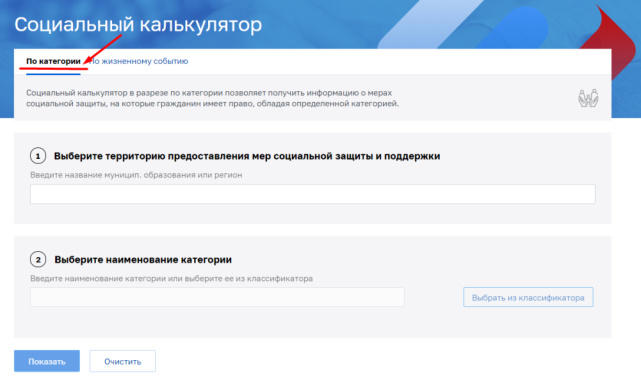 Социальный калькулятор
По категории
По жизненному событию
Социальный калькулятор в разрезе по категории позволяет получить информацию о мерах
социальной защиты, на которые гражданин имеет право, обладая определенной категорией.
1 Выберите территорию предоставления мер социальной защиты и поддержки
Введите название муницип. образования или регион
2 Выберите наименование категории
Введите наименование категории или выберите ее из классификатора
Выбрать из классификатора
Показать
Очистить